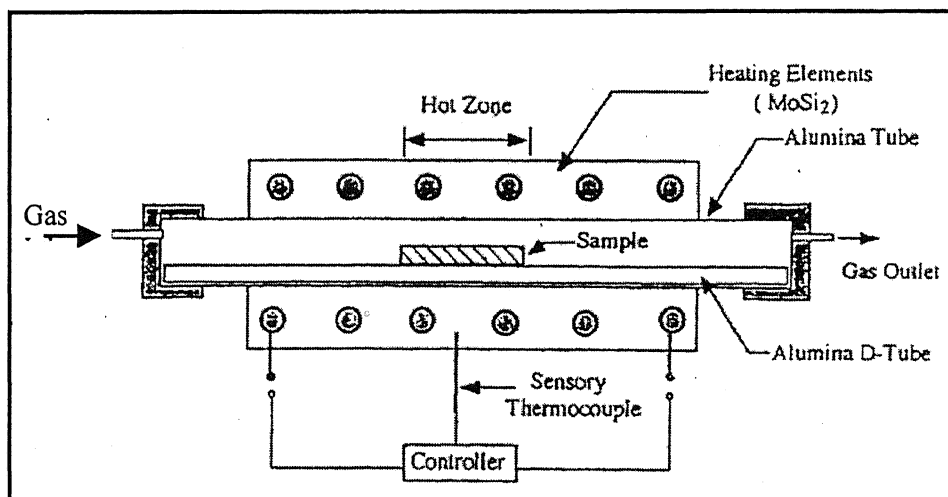 Heating Elements
( MoSi₂)
Hot Zone
Alumina Tube
Gas
Sample
Gas Outlet
Alumina D-Tube
Sensory
Thermocouple
Controller